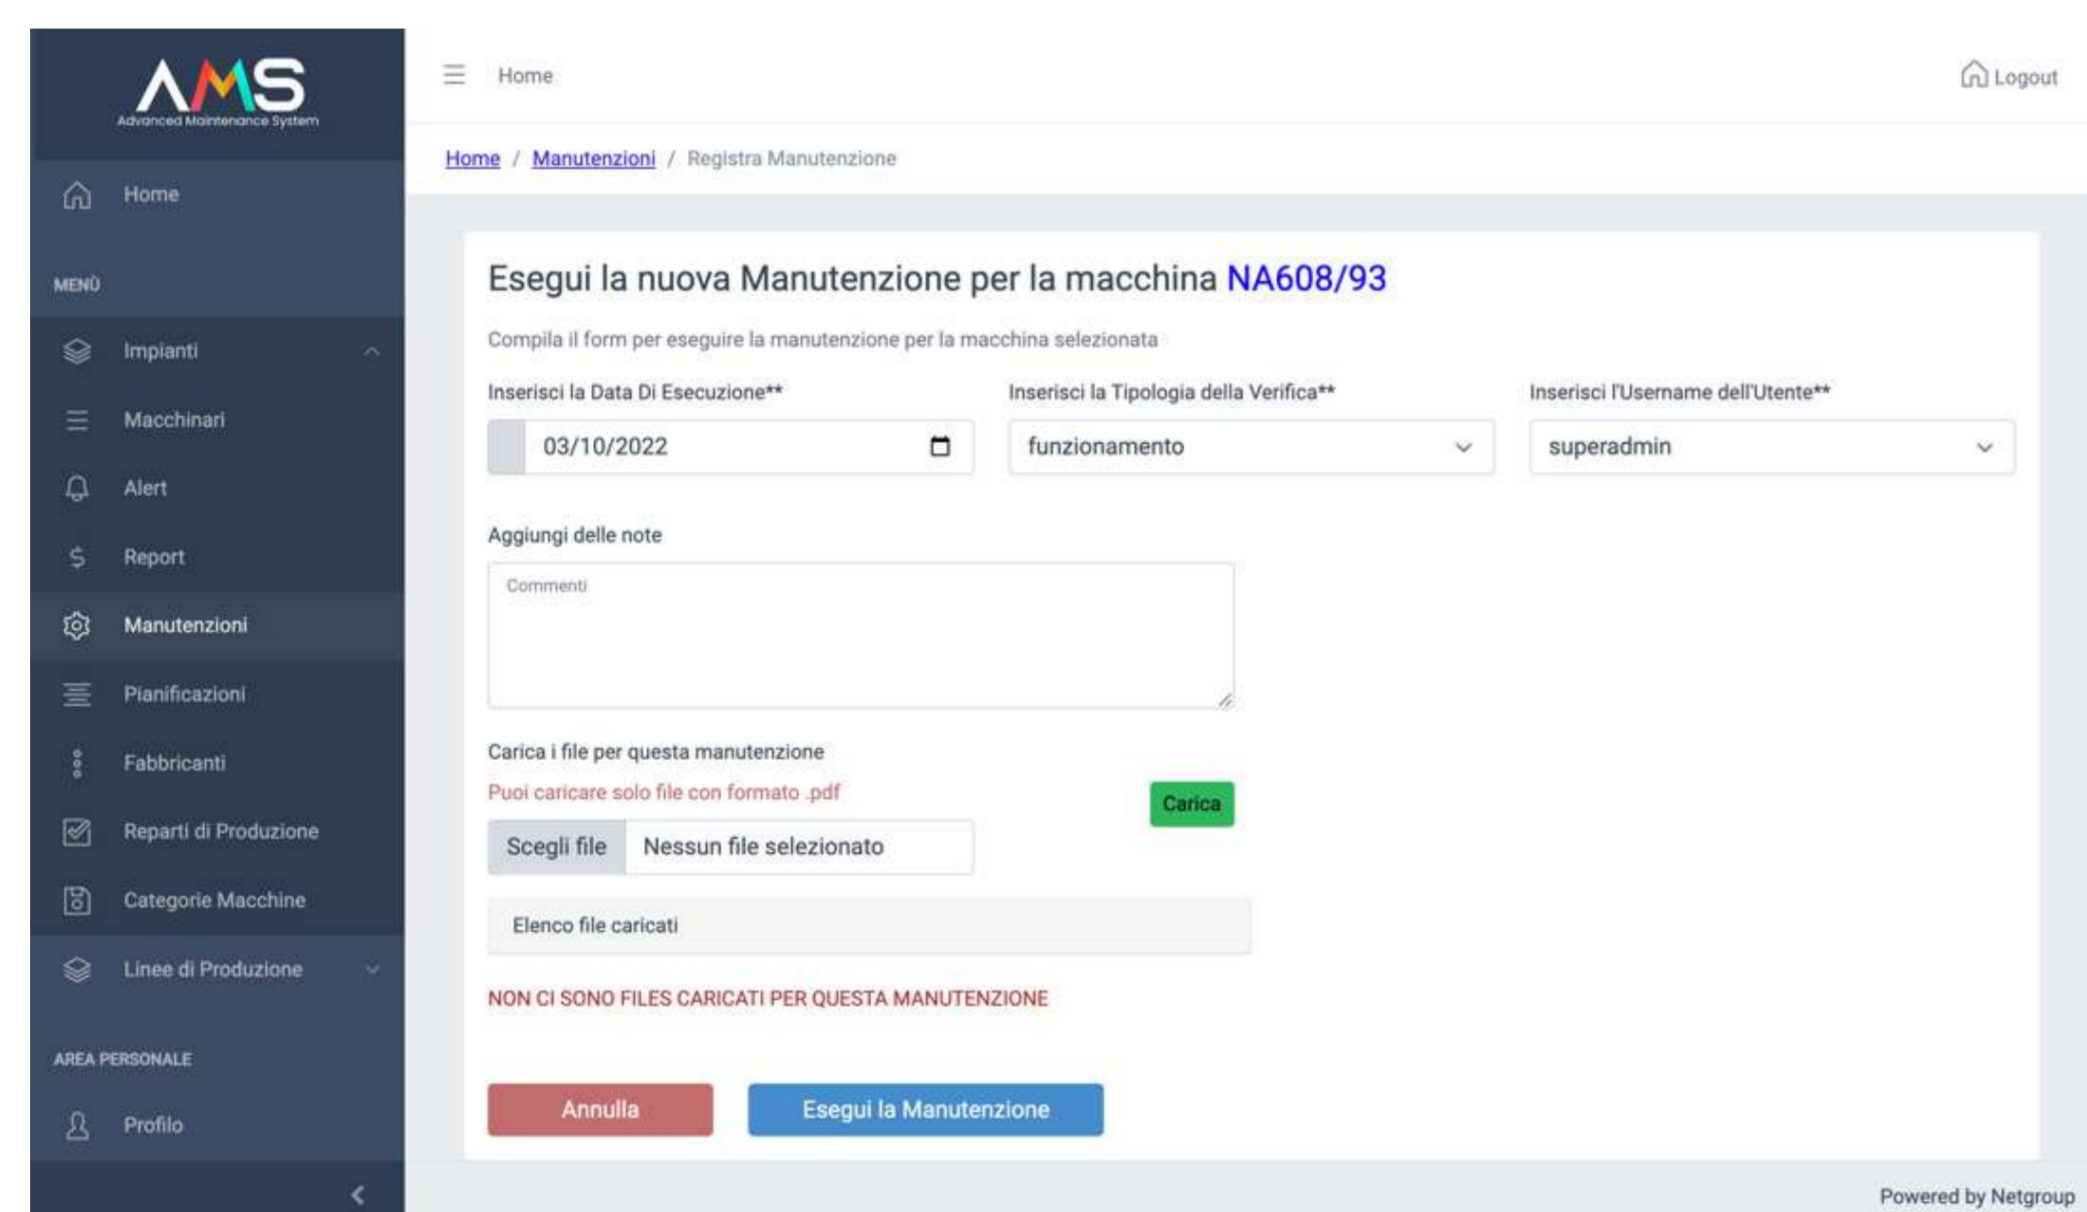 AMS
Advanced Maintenance System
Home
MENÙ
Impianti
Macchinari
Alert
Report
Manutenzioni
Pianificazioni
Fabbricanti
Reparti di Produzione
Categorie Macchine
Linee di Produzione
AREA PERSONALE
Profilo
Home
Logout
Home / Manutenzioni / Registra Manutenzione
Esegui la nuova Manutenzione per la macchina NA608/93
Compila il form per eseguire la manutenzione per la macchina selezionata
Inserisci la Data Di Esecuzione**
Inserisci la Tipologia della Verifica**
Inserisci l'Username dell'Utente**
03/10/2022
funzionamento
superadmin
Aggiungi delle note
Commenti
Carica i file per questa manutenzione
Puoi caricare solo file con formato .pdf
Carica
Scegli file Nessun file selezionato
Elenco file caricati
NON CI SONO FILES CARICATI PER QUESTA MANUTENZIONE
Annulla
Esegui la Manutenzione
Powered by Netgroup